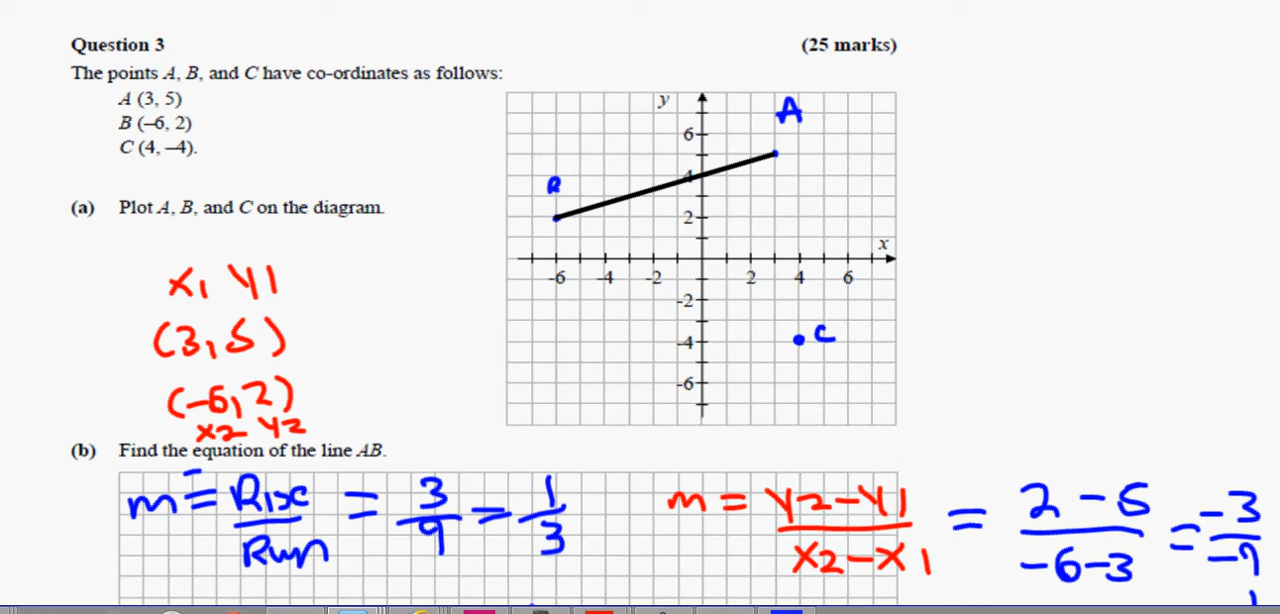 Question 3 (25 marks)
The points A, B, and C have co-ordinates as follows:
A (3, 5)
B (–6, 2)
C (4, –4).
(a) Plot A, B, and C on the diagram.
y
A
6
B
4
2
x
-6 -4 -2 2 4 6
-2
-4 C
-6
x1 y1
(3, 5)
(-6, 2)
x2 y2
(b) Find the equation of the line AB.
m = Rise/Run = 3/9 = 1/3 m = y2-y1/x2-x1 = 2-5/-6-3 = -3/-9